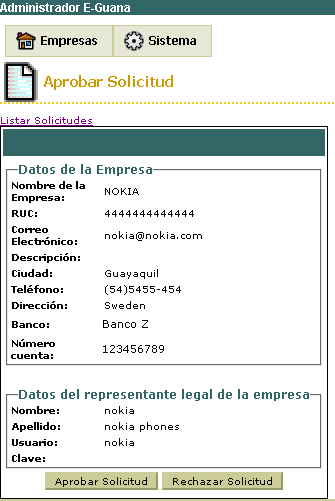 Administrador E-Guana
Empresas Sistema
Aprobar Solicitud
Listar Solicitudes
Datos de la Empresa
Nombre de la
Empresa: NOKIA
RUC: 4444444444444
Correo
Electrónico: nokia@nokia.com
Descripción:
Ciudad: Guayaquil
Teléfono: (54)5455-454
Dirección: Sweden
Banco: Banco Z
Número
cuenta: 123456789
Datos del representante legal de la empresa
Nombre: nokia
Apellido: nokia phones
Usuario: nokia
Clave:
Aprobar Solicitud Rechazar Solicitud